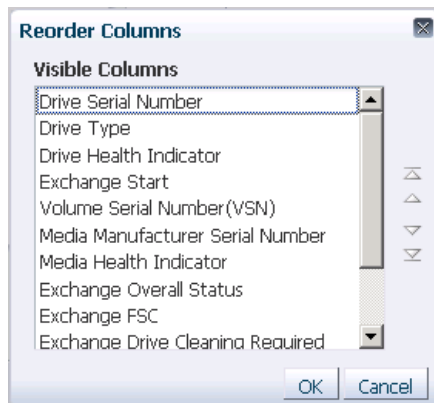 Reorder Columns
Visible Columns
Drive Serial Number
Drive Type
Drive Health Indicator
Exchange Start
Volume Serial Number(VSN)
Media Manufacturer Serial Number
Media Health Indicator
Exchange Overall Status
Exchange FSC
Exchange Drive Cleaning Required
OK Cancel